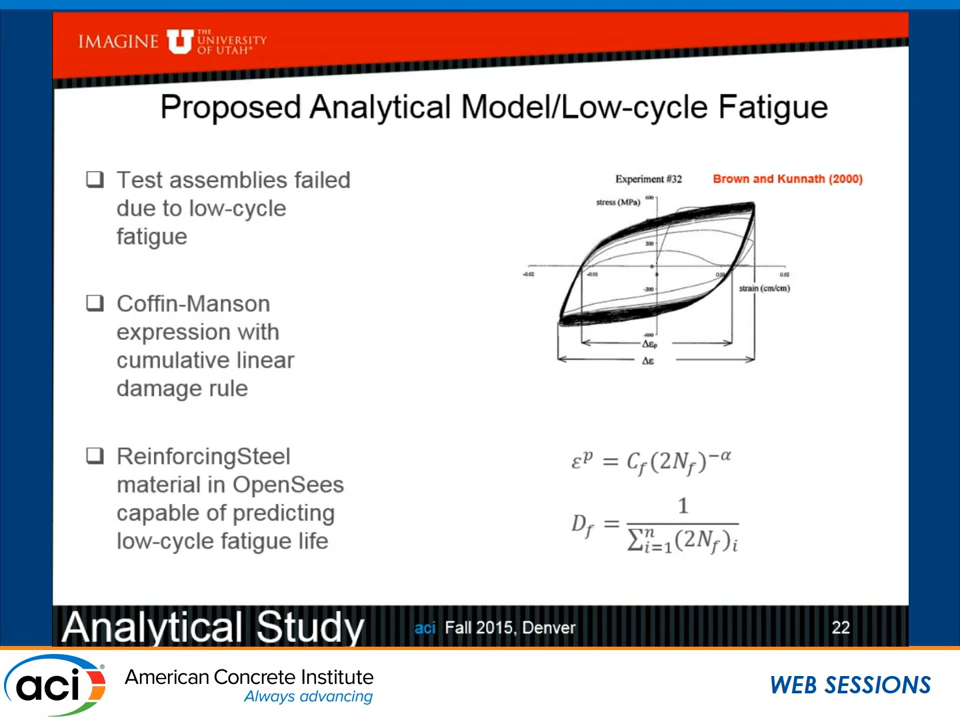 IMAGINE U THE UNIVERSITY OF UTAH®
Proposed Analytical Model/Low-cycle Fatigue
❑ Test assemblies failed
due to low-cycle
fatigue
❑ Coffin-Manson
expression with
cumulative linear
damage rule
❑ ReinforcingSteel
material in OpenSees
capable of predicting
low-cycle fatigue life
Experiment #32
Brown and Kunnath (2000)
stress (MPa)
600
200
0
-0.02
-0.01
0
0.01
0.02
-200
strain (cm/cm)
-600
Δεp
Δε
εᵖ = C_f(2N_f)^−α
D_f = 1 / ∑ⁿᵢ₌₁(2N_f)ᵢ
Analytical Study
aci Fall 2015, Denver
22
aci®
American Concrete Institute
Always advancing
WEB SESSIONS